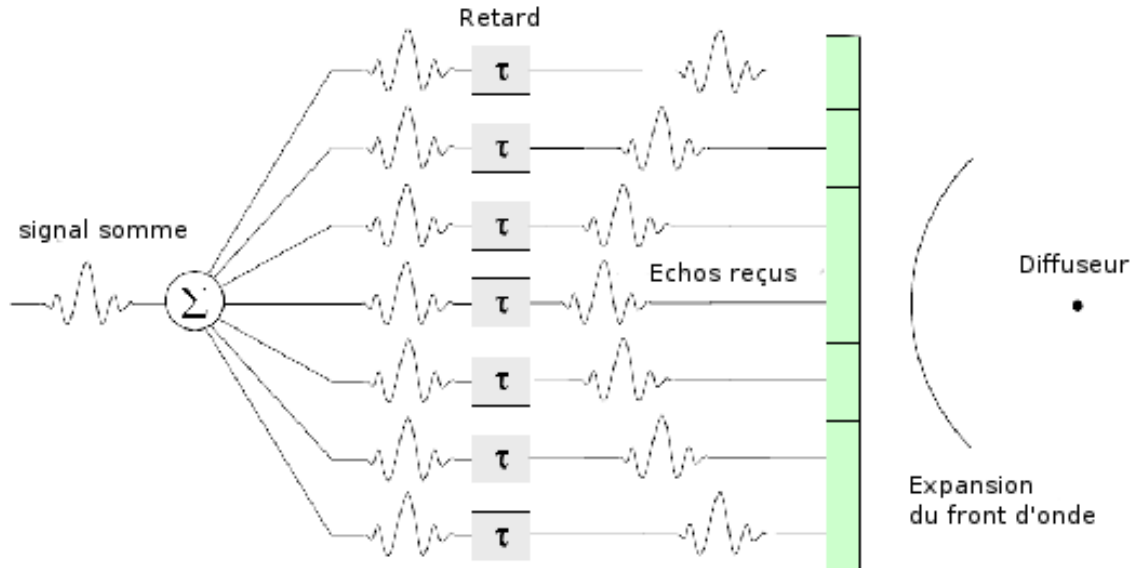 Retard
τ
τ
τ
τ
τ
τ
τ
signal somme
Σ
Echos reçus
Diffuseur
Expansion
du front d'onde